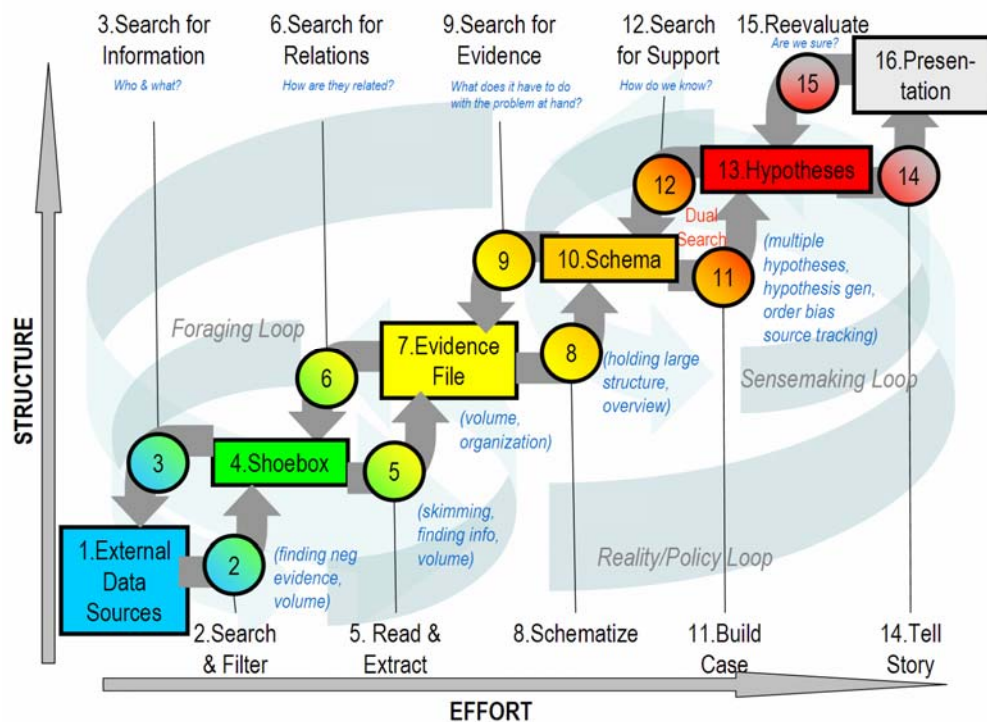 3.Search for
Information
Who & what?
6.Search for
Relations
How are they related?
9.Search for
Evidence
What does it have to do
with the problem at hand?
12.Search
for Support
How do we know?
15.Reevaluate
Are we sure?
15
16.Presen-
tation
12
13.Hypotheses
14
Dual
Search
9
10.Schema
11
(multiple
hypotheses,
hypothesis gen,
order bias
source tracking)
Foraging Loop
6
7.Evidence
File
8
(holding large
structure,
overview)
Sensemaking Loop
(volume,
organization)
3
4.Shoebox
5
(skimming,
finding info,
volume)
1.External
Data
Sources
2
(finding neg
evidence,
volume)
Reality/Policy Loop
2.Search
& Filter
5. Read &
Extract
8.Schematize
11.Build
Case
14.Tell
Story
STRUCTURE
EFFORT